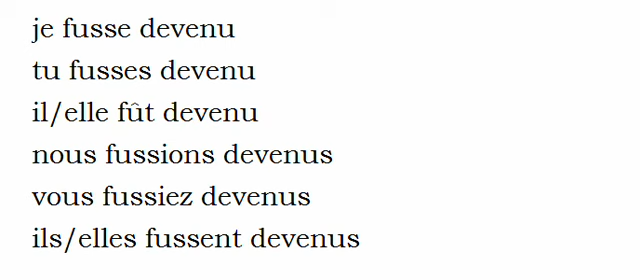 je fusse devenu
tu fusses devenu
il/elle fût devenu
nous fussions devenus
vous fussiez devenus
ils/elles fussent devenus